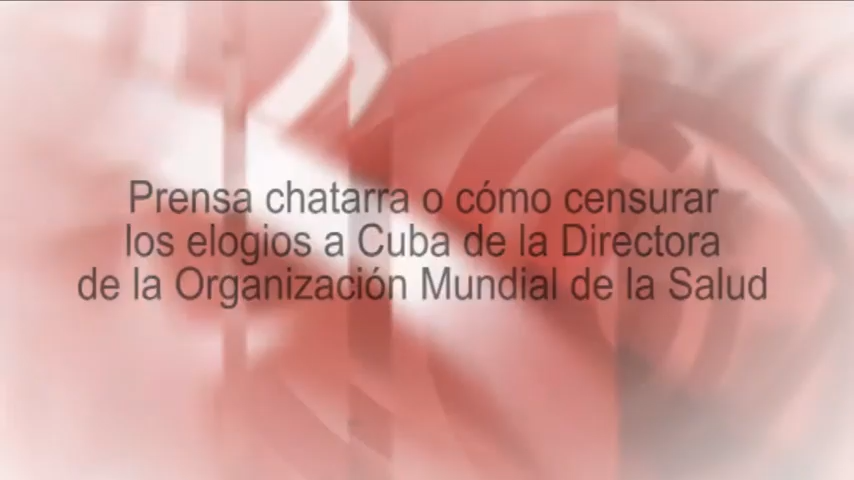 Prensa chatarra o cómo censurar
los elogios a Cuba de la Directora
de la Organización Mundial de la Salud